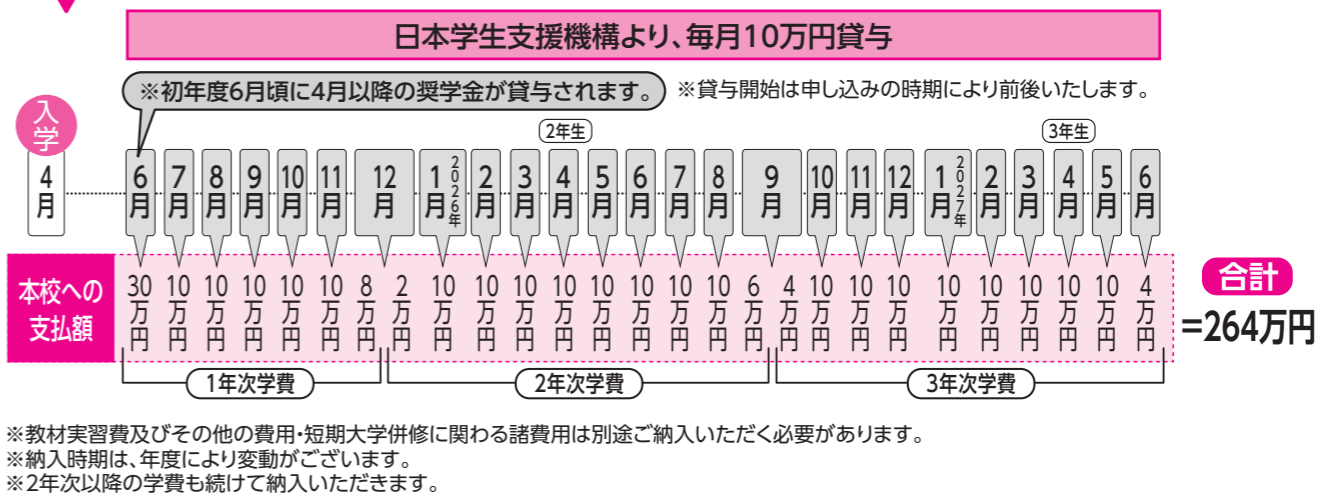 日本学生支援機構より、毎月10万円貸与
※初年度6月頃に4月以降の奨学金が貸与されます。 ※貸与開始は申し込みの時期により前後いたします。
入学
2年生 3年生
4月 6月 7月 8月 9月 10月 11月 12月 1月 2026年 2月 3月 4月 5月 6月 7月 8月 9月 10月 11月 12月 1月 2027年 2月 3月 4月 5月 6月
本校への支払額 30万円 10万円 10万円 10万円 10万円 10万円 8万円 2万円 10万円 10万円 10万円 10万円 10万円 10万円 10万円 6万円 4万円 10万円 10万円 10万円 10万円 10万円 10万円 10万円 10万円 4万円
合計
=264万円
1年次学費 2年次学費 3年次学費
※教材実習費及びその他の費用・短期大学併修に関わる諸費用は別途ご納入いただく必要があります。
※納入時期は、年度により変動がございます。
※2年次以降の学費も続けて納入いただきます。